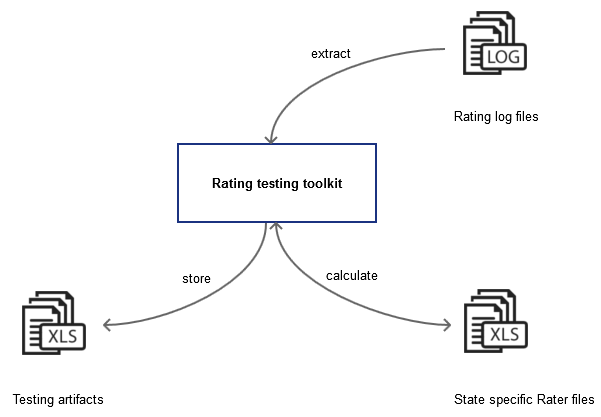 extract
LOG
Rating log files
Rating testing toolkit
store
calculate
XLS
XLS
Testing artifacts
State specific Rater files